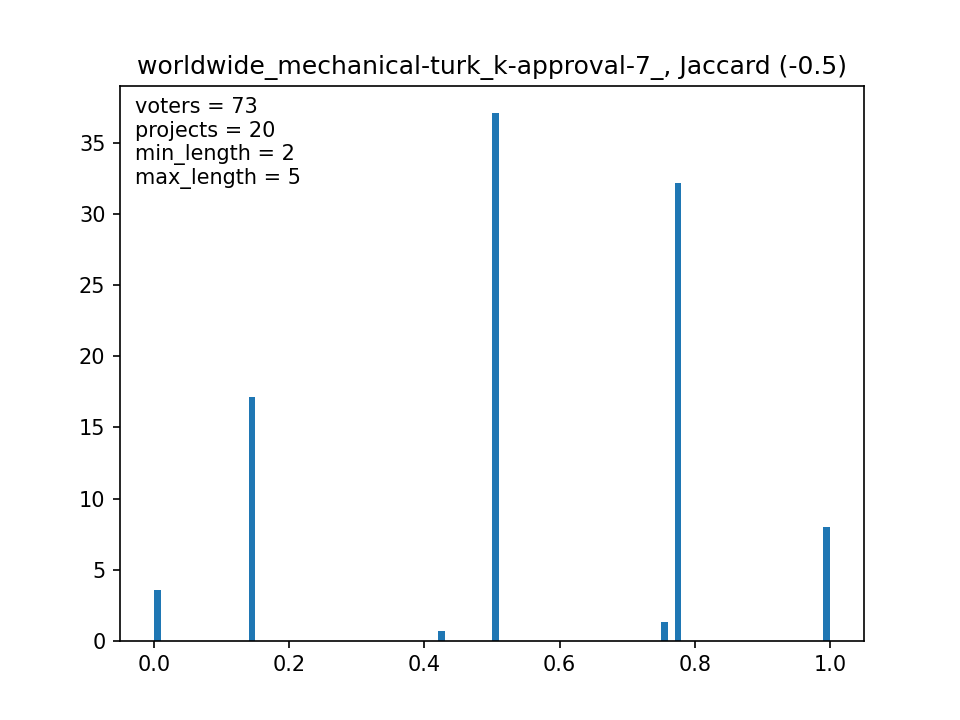 worldwide_mechanical-turk_k-approval-7_, Jaccard (-0.5)
voters = 73
projects = 20
min_length = 2
max_length = 5
35
30
25
20
15
10
5
0
0.0 0.2 0.4 0.6 0.8 1.0